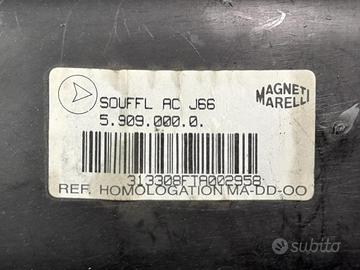 SOUFFL AC J66
MAGNETI
MARELLI
5.909.000.0.
313308FTA002958
REF. HOMOLOGATION MA-DD-OO
subito